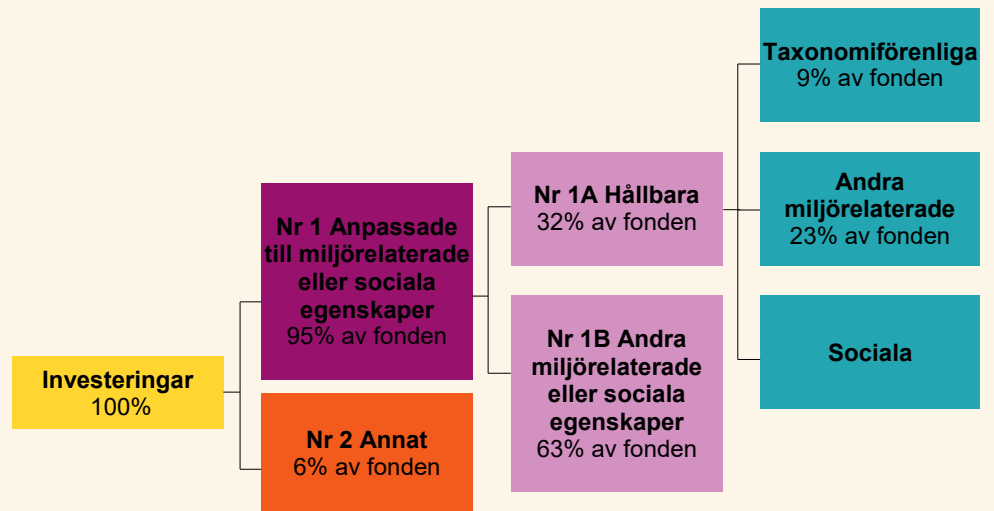 Investeringar
100%
Nr 1 Anpassade
till miljörelaterade
eller sociala
egenskaper
95% av fonden
Nr 2 Annat
6% av fonden
Nr 1A Hållbara
32% av fonden
Nr 1B Andra
miljörelaterade
eller sociala
egenskaper
63% av fonden
Taxonomiförenliga
9% av fonden
Andra
miljörelaterade
23% av fonden
Sociala